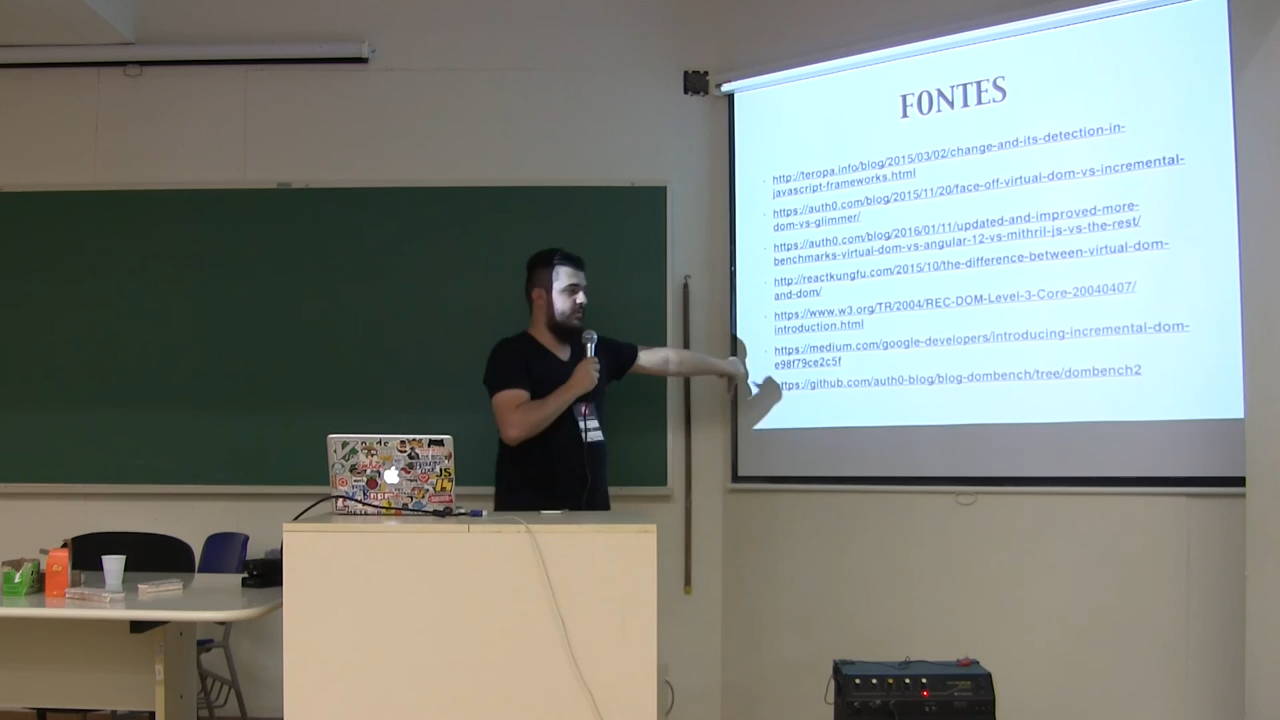 FONTES
http://teropa.info/blog/2015/03/02/change-and-its-detection-in-
javascript-frameworks.html
https://auth0.com/blog/2015/11/20/face-off-virtual-dom-vs-incremental-
dom-vs-glimmer/
https://auth0.com/blog/2016/01/11/updated-and-improved-more-
benchmarks-virtual-dom-vs-angular-12-vs-mithril-js-vs-the-rest/
http://reactkungfu.com/2015/10/the-difference-between-virtual-dom-
and-dom/
https://www.w3.org/TR/2004/REC-DOM-Level-3-Core-20040407/
introduction.html
https://medium.com/google-developers/introducing-incremental-dom-
e98f79ce2c5f
https://github.com/auth0-blog/blog-dombench/tree/dombench2
node
JS
npm